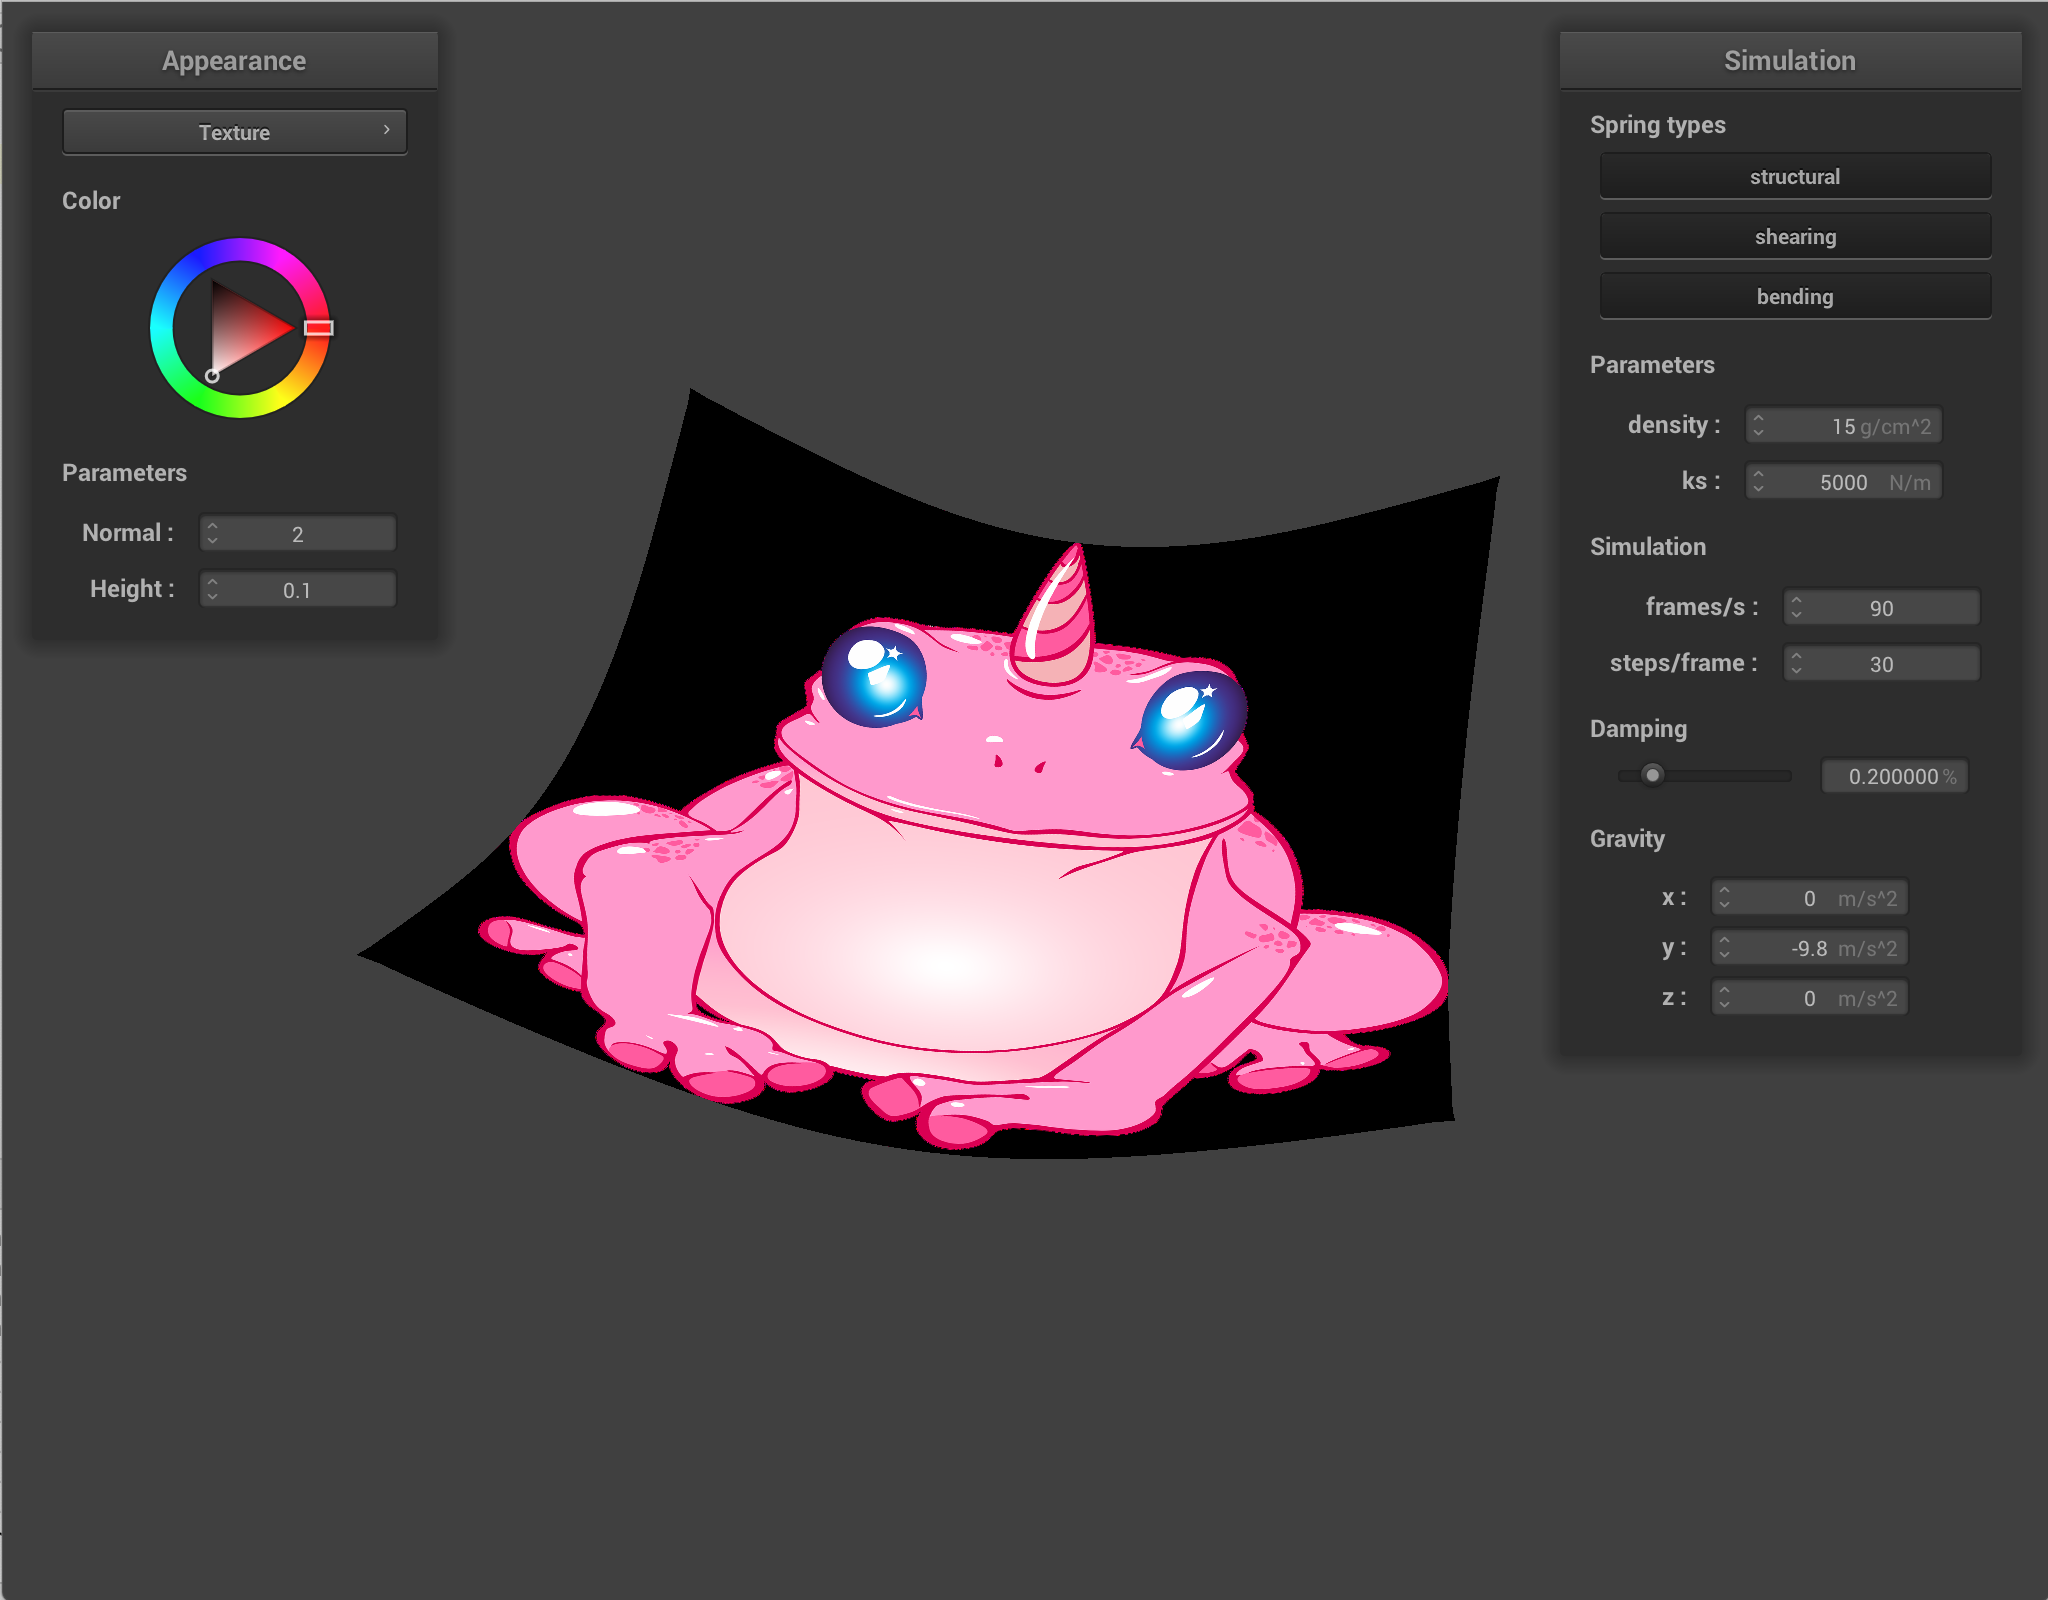 Appearance
Texture
Color
Parameters
Normal : 2
Height : 0.1
Simulation
Spring types
structural
shearing
bending
Parameters
density : 15 g/cm^2
ks : 5000 N/m
Simulation
frames/s : 90
steps/frame : 30
Damping
0.200000 %
Gravity
x : 0 m/s^2
y : -9.8 m/s^2
z : 0 m/s^2